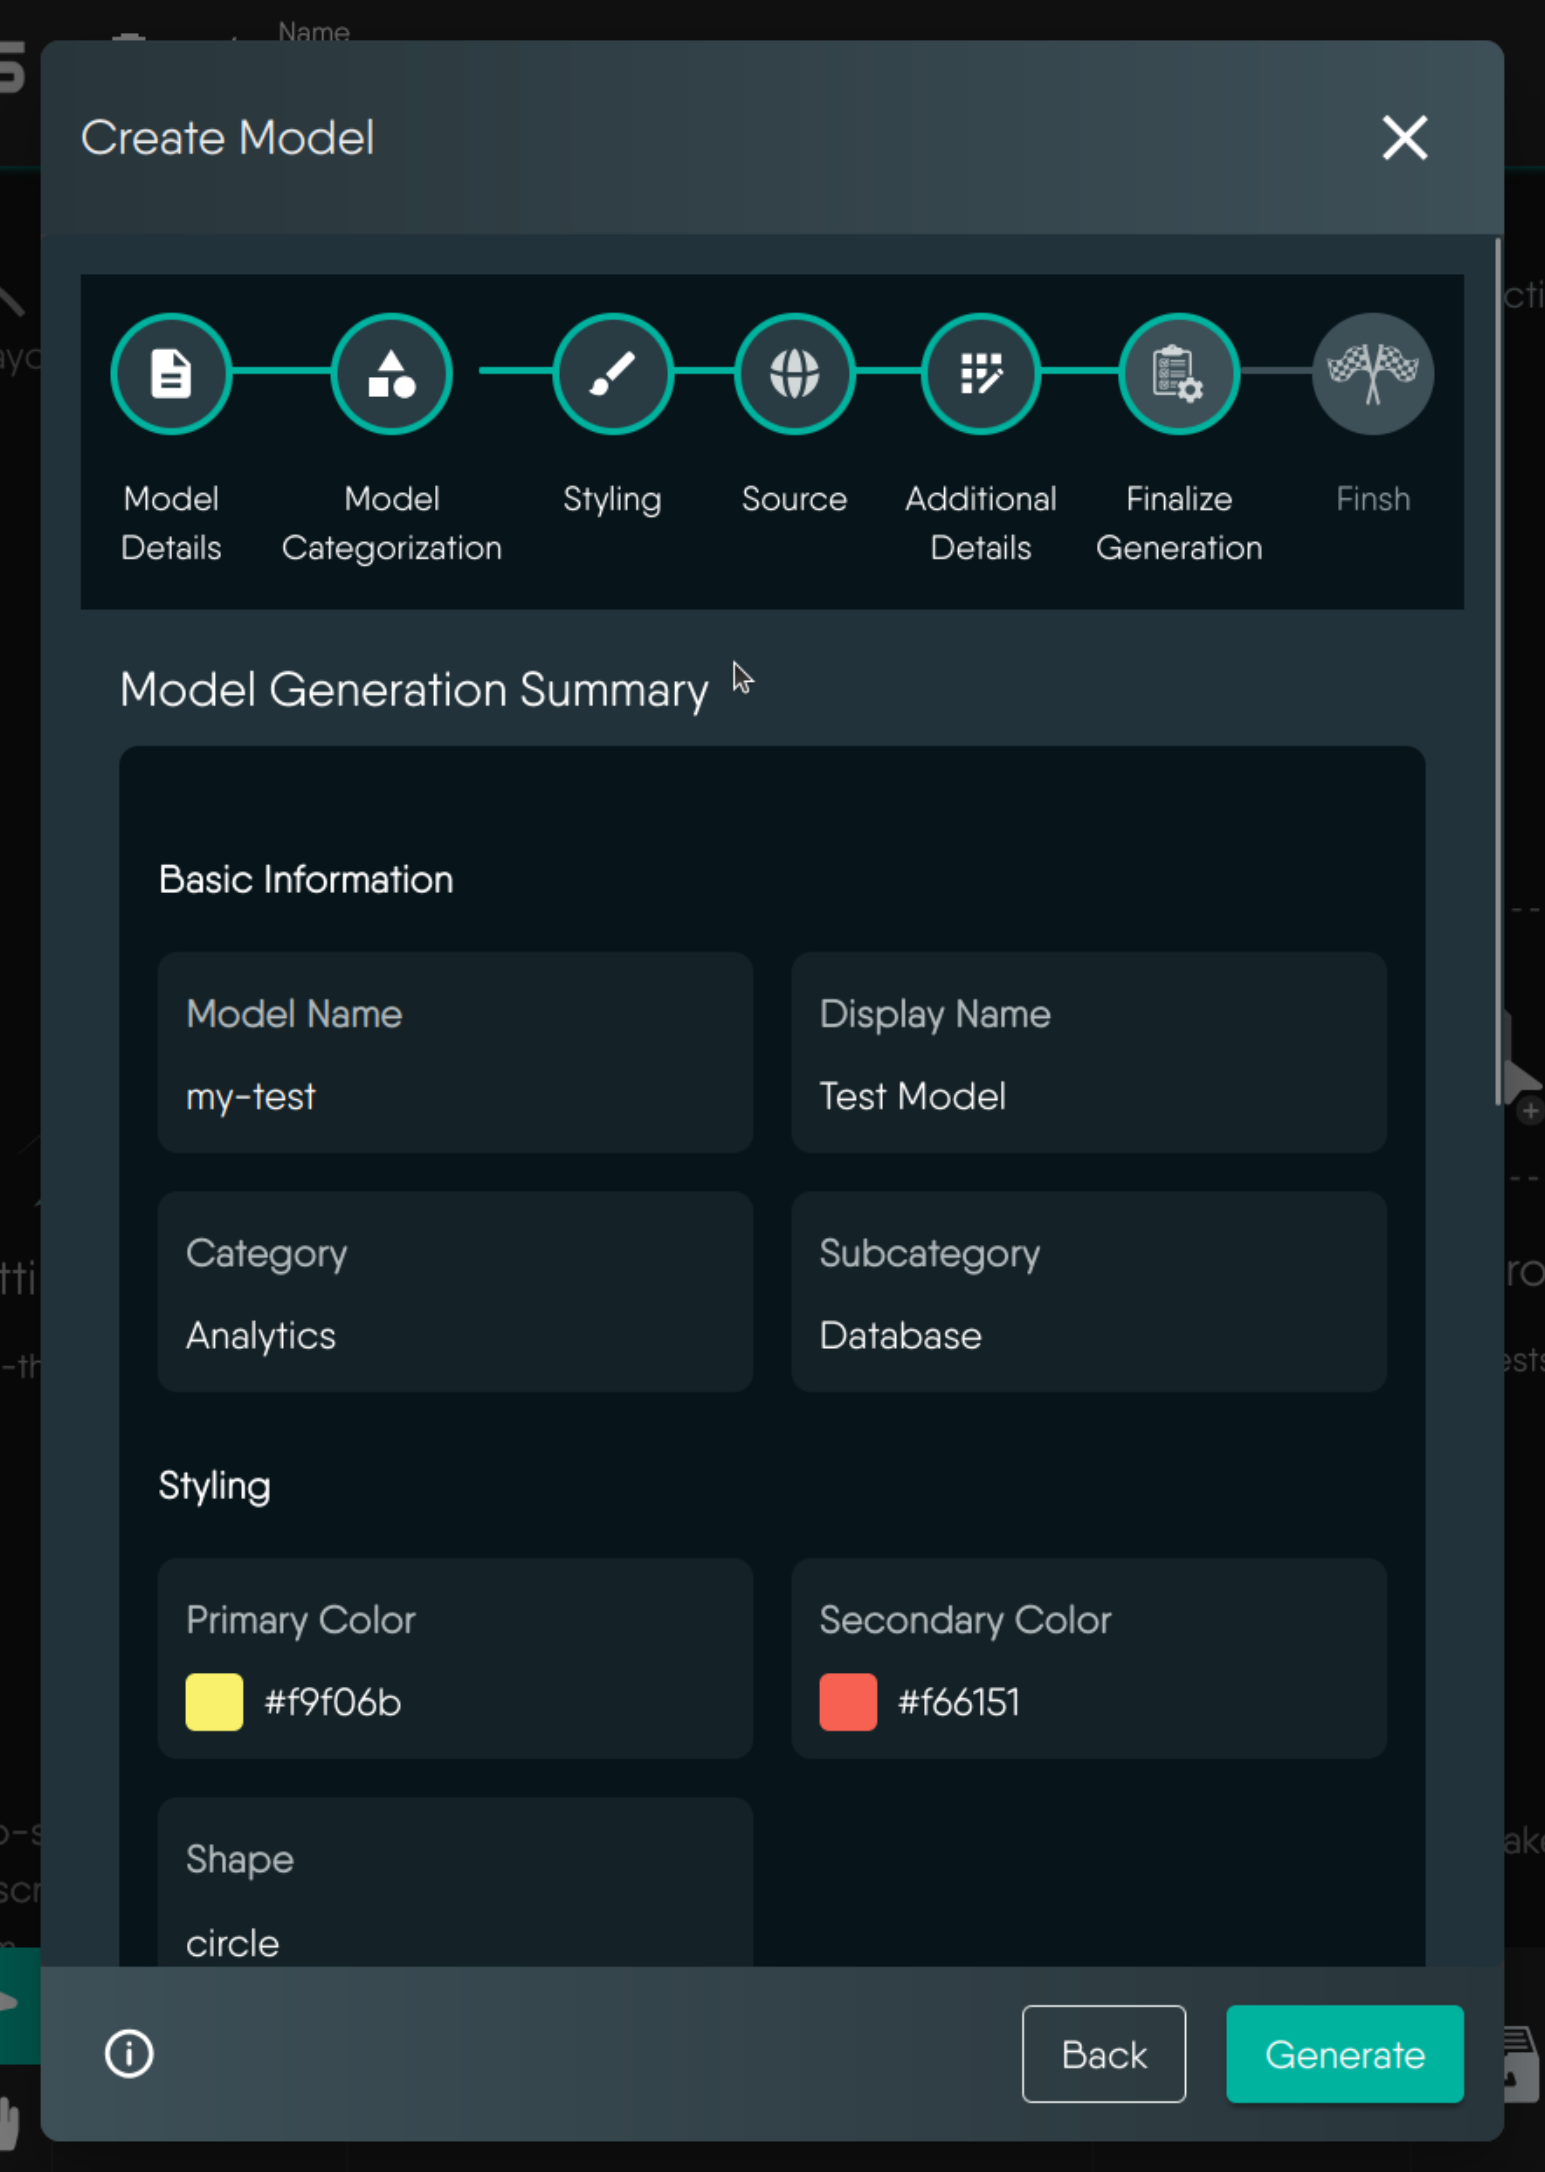 Name
Create Model
Model Details
Model Categorization
Styling
Source
Additional Details
Finalize Generation
Finsh
Model Generation Summary
Basic Information
Model Name
my-test
Display Name
Test Model
Category
Analytics
Subcategory
Database
Styling
Primary Color
#f9f06b
Secondary Color
#f66151
Shape
circle
Back
Generate